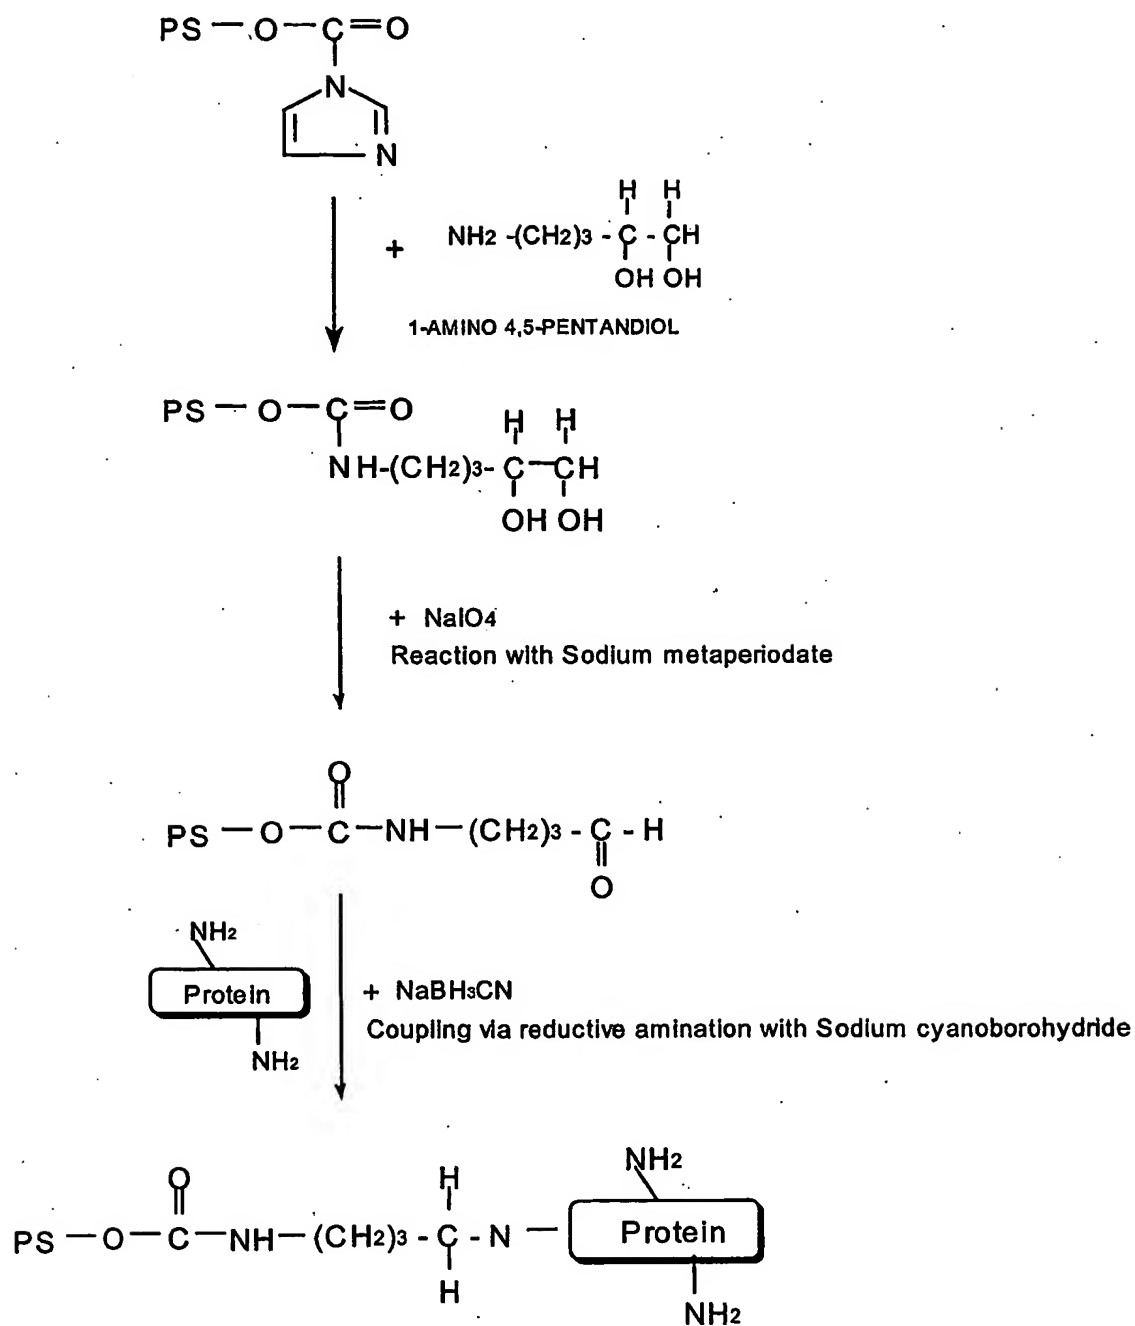 PS — O — C = O
N
N
H H
+ NH2 -(CH2)3 - C - CH
OH OH
1-AMINO 4,5-PENTANDIOL
PS — O — C = O
H H
NH-(CH2)3- C — CH
OH OH
+ NaIO4
Reaction with Sodium metaperiodate
O
PS — O — C — NH — (CH2)3 - C - H
O
NH2
Protein
+ NaBH3CN
Coupling via reductive amination with Sodium cyanoborohydride
NH2
O H NH2
PS — O — C — NH — (CH2)3 - C - N — Protein
H NH2